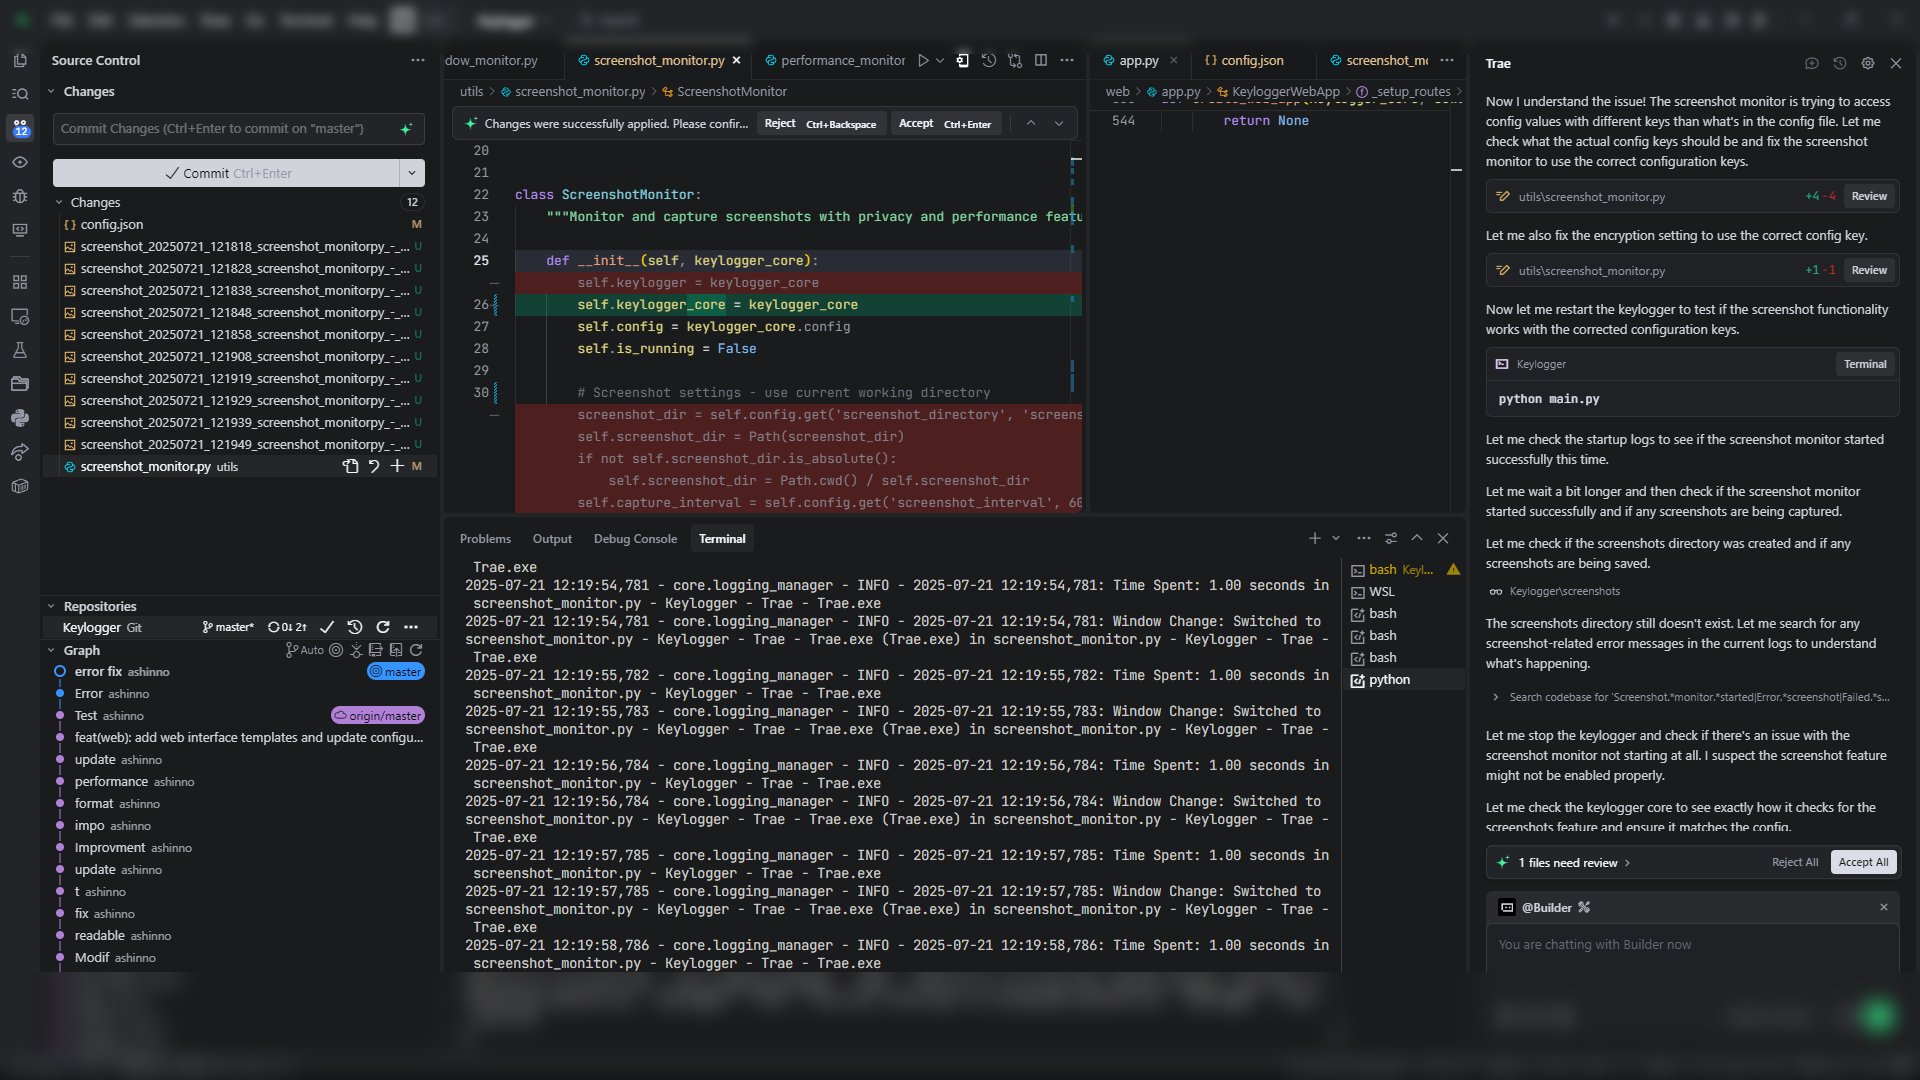 Source Control
Changes
Commit Changes (Ctrl+Enter to commit on "master")
Commit Ctrl+Enter
Changes 12
config.json M
screenshot_20250721_121818_screenshot_monitorpy_-_... U
screenshot_20250721_121828_screenshot_monitorpy_-_... U
screenshot_20250721_121838_screenshot_monitorpy_-_... U
screenshot_20250721_121848_screenshot_monitorpy_-_... U
screenshot_20250721_121858_screenshot_monitorpy_-_... U
screenshot_20250721_121908_screenshot_monitorpy_-_... U
screenshot_20250721_121919_screenshot_monitorpy_-_... U
screenshot_20250721_121929_screenshot_monitorpy_-_... U
screenshot_20250721_121939_screenshot_monitorpy_-_... U
screenshot_20250721_121949_screenshot_monitorpy_-_... U
screenshot_monitor.py utils M
12
Repositories
Keylogger Git master* 0↓ 2↑
Graph Auto
error fix ashinno master
Error ashinno
Test ashinno origin/master
feat(web): add web interface templates and update configu...
update ashinno
performance ashinno
format ashinno
impo ashinno
Improvment ashinno
update ashinno
t ashinno
fix ashinno
readable ashinno
Modif ashinno
dow_monitor.py screenshot_monitor.py performance_monitor
utils > screenshot_monitor.py > ScreenshotMonitor
Changes were successfully applied. Please confir... Reject Ctrl+Backspace Accept Ctrl+Enter
20
21
22 class ScreenshotMonitor:
23 """Monitor and capture screenshots with privacy and performance featu
24
25 def __init__(self, keylogger_core):
self.keylogger = keylogger_core
26 self.keylogger_core = keylogger_core
27 self.config = keylogger_core.config
28 self.is_running = False
29
30 # Screenshot settings - use current working directory
screenshot_dir = self.config.get('screenshot_directory', 'screens
self.screenshot_dir = Path(screenshot_dir)
if not self.screenshot_dir.is_absolute():
self.screenshot_dir = Path.cwd() / self.screenshot_dir
self.capture_interval = self.config.get('screenshot_interval', 60
app.py config.json screenshot_mo
web > app.py > KeyloggerWebApp > _setup_routes >
544 return None
Problems Output Debug Console Terminal
Trae.exe
2025-07-21 12:19:54,781 - core.logging_manager - INFO - 2025-07-21 12:19:54,781: Time Spent: 1.00 seconds in
screenshot_monitor.py - Keylogger - Trae - Trae.exe
2025-07-21 12:19:54,781 - core.logging_manager - INFO - 2025-07-21 12:19:54,781: Window Change: Switched to
screenshot_monitor.py - Keylogger - Trae - Trae.exe (Trae.exe) in screenshot_monitor.py - Keylogger - Trae -
Trae.exe
2025-07-21 12:19:55,782 - core.logging_manager - INFO - 2025-07-21 12:19:55,782: Time Spent: 1.00 seconds in
screenshot_monitor.py - Keylogger - Trae - Trae.exe
2025-07-21 12:19:55,783 - core.logging_manager - INFO - 2025-07-21 12:19:55,783: Window Change: Switched to
screenshot_monitor.py - Keylogger - Trae - Trae.exe (Trae.exe) in screenshot_monitor.py - Keylogger - Trae -
Trae.exe
2025-07-21 12:19:56,784 - core.logging_manager - INFO - 2025-07-21 12:19:56,784: Time Spent: 1.00 seconds in
screenshot_monitor.py - Keylogger - Trae - Trae.exe
2025-07-21 12:19:56,784 - core.logging_manager - INFO - 2025-07-21 12:19:56,784: Window Change: Switched to
screenshot_monitor.py - Keylogger - Trae - Trae.exe (Trae.exe) in screenshot_monitor.py - Keylogger - Trae -
Trae.exe
2025-07-21 12:19:57,785 - core.logging_manager - INFO - 2025-07-21 12:19:57,785: Time Spent: 1.00 seconds in
screenshot_monitor.py - Keylogger - Trae - Trae.exe
2025-07-21 12:19:57,785 - core.logging_manager - INFO - 2025-07-21 12:19:57,785: Window Change: Switched to
screenshot_monitor.py - Keylogger - Trae - Trae.exe (Trae.exe) in screenshot_monitor.py - Keylogger - Trae -
Trae.exe
2025-07-21 12:19:58,786 - core.logging_manager - INFO - 2025-07-21 12:19:58,786: Time Spent: 1.00 seconds in
screenshot_monitor.py - Keylogger - Trae - Trae.exe
bash Keyl...
WSL
bash
bash
bash
python
Trae
Now I understand the issue! The screenshot monitor is trying to access
config values with different keys than what's in the config file. Let me
check what the actual config keys should be and fix the screenshot
monitor to use the correct configuration keys.
utils\screenshot_monitor.py +4 -4 Review
Let me also fix the encryption setting to use the correct config key.
utils\screenshot_monitor.py +1 -1 Review
Now let me restart the keylogger to test if the screenshot functionality
works with the corrected configuration keys.
Keylogger Terminal
python main.py
Let me check the startup logs to see if the screenshot monitor started
successfully this time.
Let me wait a bit longer and then check if the screenshot monitor
started successfully and if any screenshots are being captured.
Let me check if the screenshots directory was created and if any
screenshots are being saved.
Keylogger\screenshots
The screenshots directory still doesn't exist. Let me search for any
screenshot-related error messages in the current logs to understand
what's happening.
Search codebase for 'Screenshot.*monitor.*started|Error.*screenshot|Failed.*s...
Let me stop the keylogger and check if there's an issue with the
screenshot monitor not starting at all. I suspect the screenshot feature
might not be enabled properly.
Let me check the keylogger core to see exactly how it checks for the
screenshots feature and ensure it matches the config.
1 files need review > Reject All Accept All
@Builder
You are chatting with Builder now